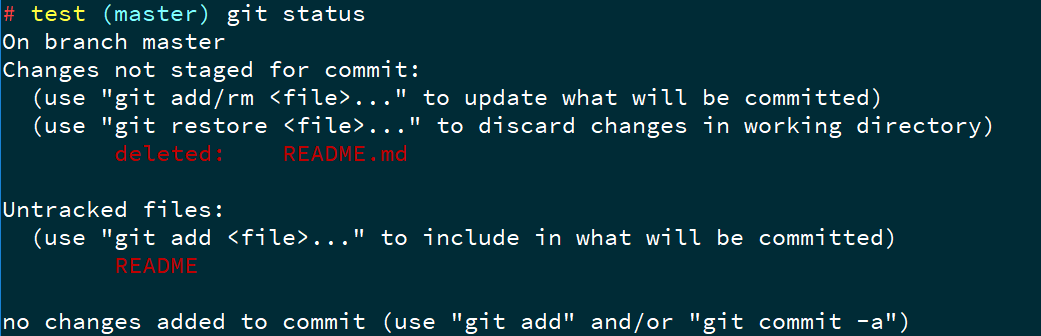 # test (master) git status
On branch master
Changes not staged for commit:
  (use "git add/rm <file>..." to update what will be committed)
  (use "git restore <file>..." to discard changes in working directory)
        deleted:    README.md

Untracked files:
  (use "git add <file>..." to include in what will be committed)
        README

no changes added to commit (use "git add" and/or "git commit -a")